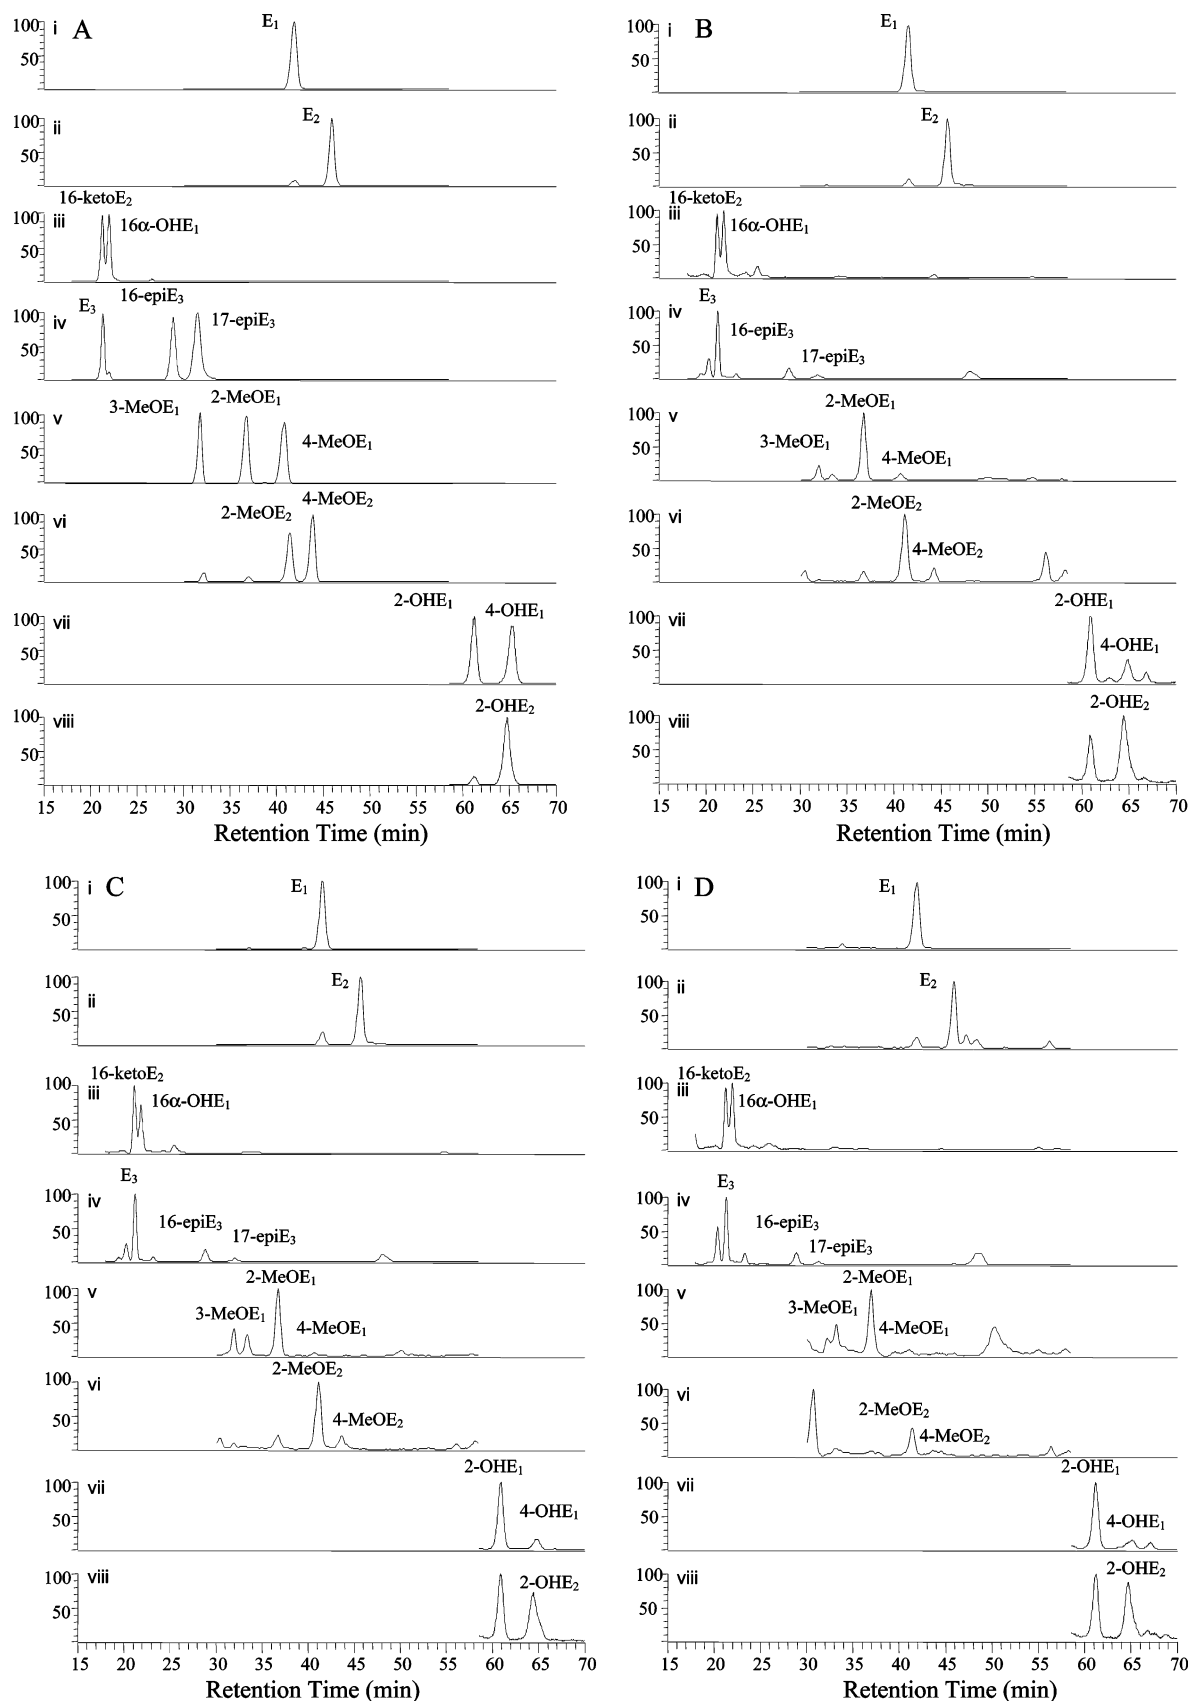 A
i
100
50
E₁
ii
100
50
E₂
iii
100
50
16-ketoE₂
16α-OHE₁
iv
100
50
E₃
16-epiE₃
17-epiE₃
v
100
50
3-MeOE₁
2-MeOE₁
4-MeOE₁
vi
100
50
2-MeOE₂
4-MeOE₂
vii
100
50
2-OHE₁
4-OHE₁
viii
100
50
2-OHE₂
15 20 25 30 35 40 45 50 55 60 65 70
Retention Time (min)
B
i
100
50
E₁
ii
100
50
E₂
iii
100
50
16-ketoE₂
16α-OHE₁
iv
100
50
E₃
16-epiE₃
17-epiE₃
v
100
50
2-MeOE₁
3-MeOE₁
4-MeOE₁
vi
100
50
2-MeOE₂
4-MeOE₂
vii
100
50
2-OHE₁
4-OHE₁
viii
100
50
2-OHE₂
15 20 25 30 35 40 45 50 55 60 65 70
Retention Time (min)
C
i
100
50
E₁
ii
100
50
E₂
iii
100
50
16-ketoE₂
16α-OHE₁
iv
100
50
E₃
16-epiE₃
17-epiE₃
v
100
50
2-MeOE₁
3-MeOE₁
4-MeOE₁
vi
100
50
2-MeOE₂
4-MeOE₂
vii
100
50
2-OHE₁
4-OHE₁
viii
100
50
2-OHE₂
15 20 25 30 35 40 45 50 55 60 65 70
Retention Time (min)
D
i
100
50
E₁
ii
100
50
E₂
iii
100
50
16-ketoE₂
16α-OHE₁
iv
100
50
E₃
16-epiE₃
17-epiE₃
v
100
50
2-MeOE₁
3-MeOE₁
4-MeOE₁
vi
100
50
2-MeOE₂
4-MeOE₂
vii
100
50
2-OHE₁
4-OHE₁
viii
100
50
2-OHE₂
15 20 25 30 35 40 45 50 55 60 65 70
Retention Time (min)